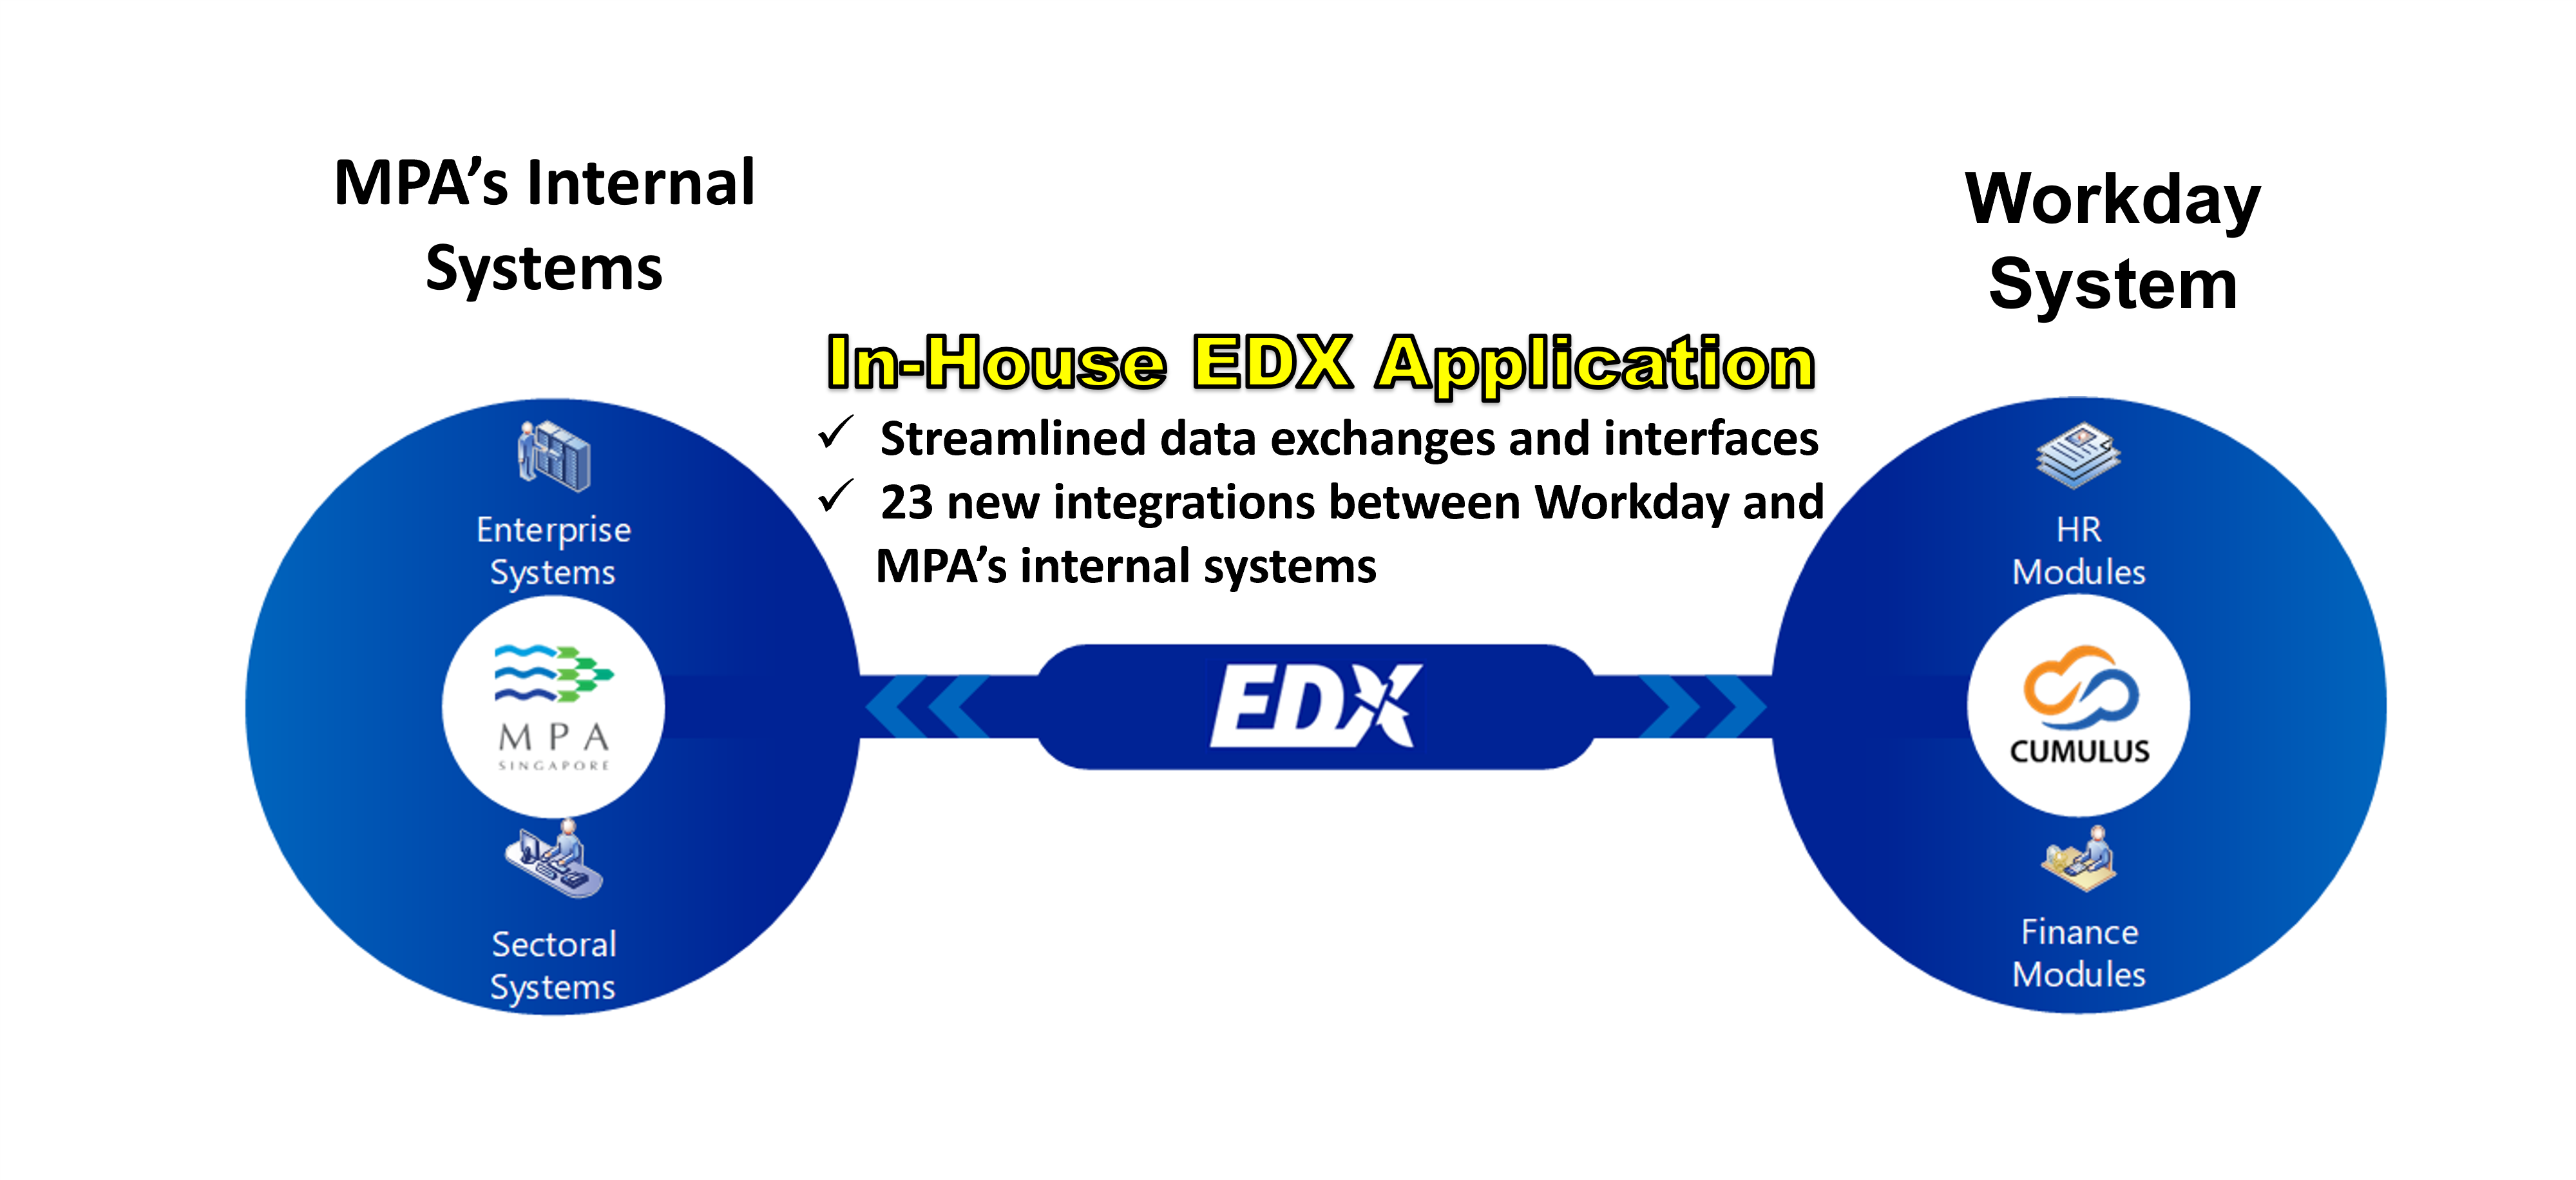 MPA’s Internal
Systems
Workday
System
In-House EDX Application
✓ Streamlined data exchanges and interfaces
✓ 23 new integrations between Workday and
MPA’s internal systems
Enterprise
Systems
MPA
SINGAPORE
Sectoral
Systems
EDX
HR
Modules
CUMULUS
Finance
Modules